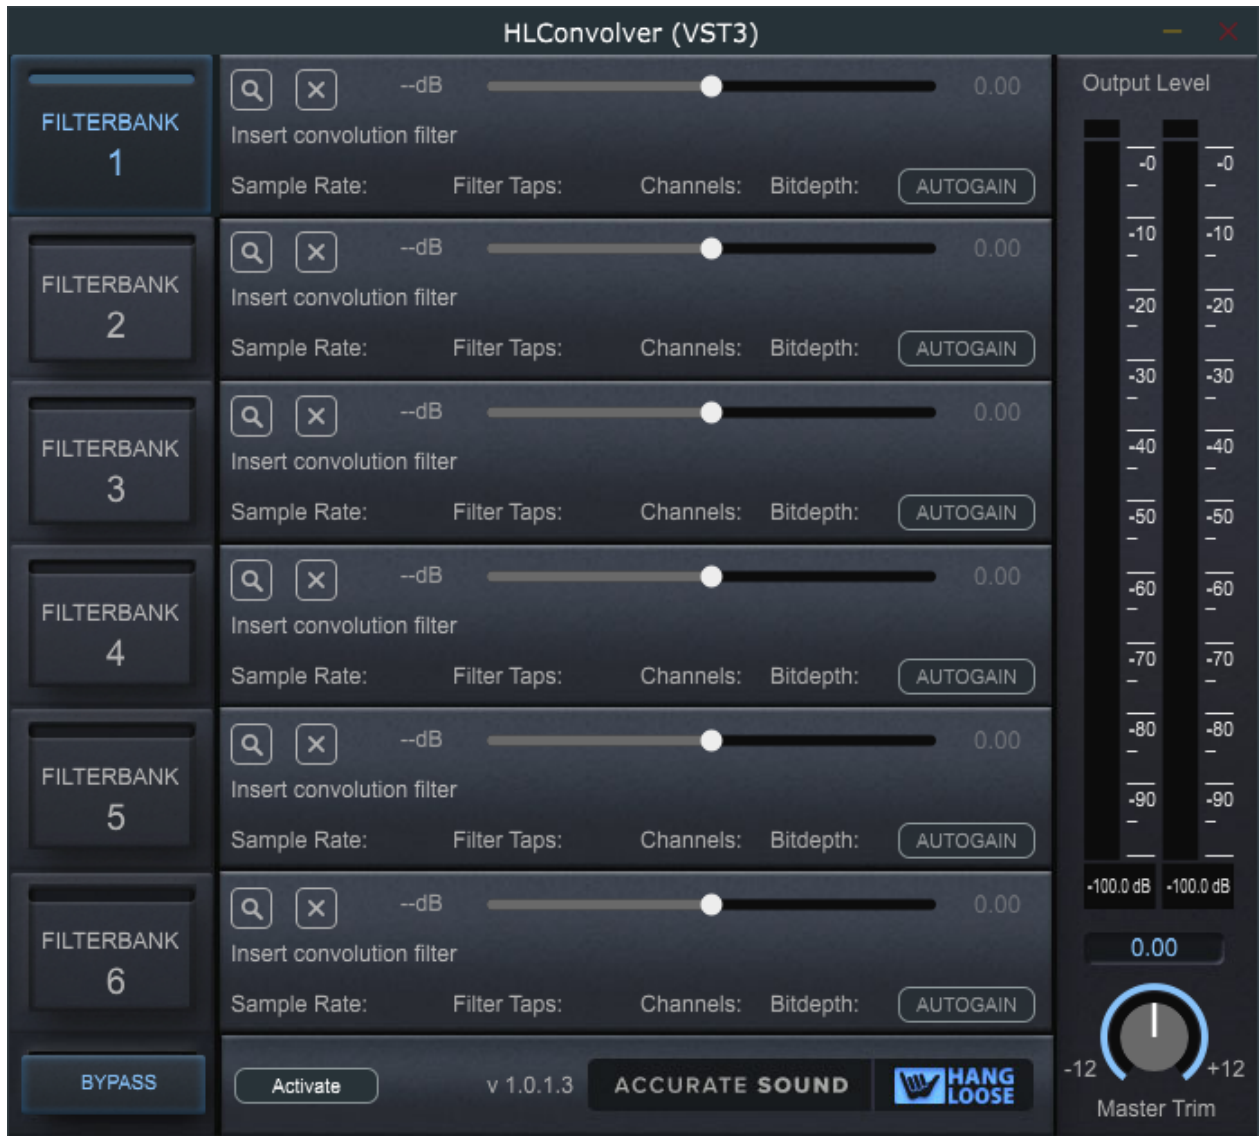 HLConvolver (VST3)
FILTERBANK
1
--dB
0.00
Insert convolution filter
Sample Rate: Filter Taps: Channels: Bitdepth: AUTOGAIN
FILTERBANK
2
--dB
0.00
Insert convolution filter
Sample Rate: Filter Taps: Channels: Bitdepth: AUTOGAIN
FILTERBANK
3
--dB
0.00
Insert convolution filter
Sample Rate: Filter Taps: Channels: Bitdepth: AUTOGAIN
FILTERBANK
4
--dB
0.00
Insert convolution filter
Sample Rate: Filter Taps: Channels: Bitdepth: AUTOGAIN
FILTERBANK
5
--dB
0.00
Insert convolution filter
Sample Rate: Filter Taps: Channels: Bitdepth: AUTOGAIN
FILTERBANK
6
--dB
0.00
Insert convolution filter
Sample Rate: Filter Taps: Channels: Bitdepth: AUTOGAIN
BYPASS
Activate
v 1.0.1.3
ACCURATE SOUND
HANG
LOOSE
Output Level
-0 -0
-10 -10
-20 -20
-30 -30
-40 -40
-50 -50
-60 -60
-70 -70
-80 -80
-90 -90
-100.0 dB -100.0 dB
0.00
-12 +12
Master Trim